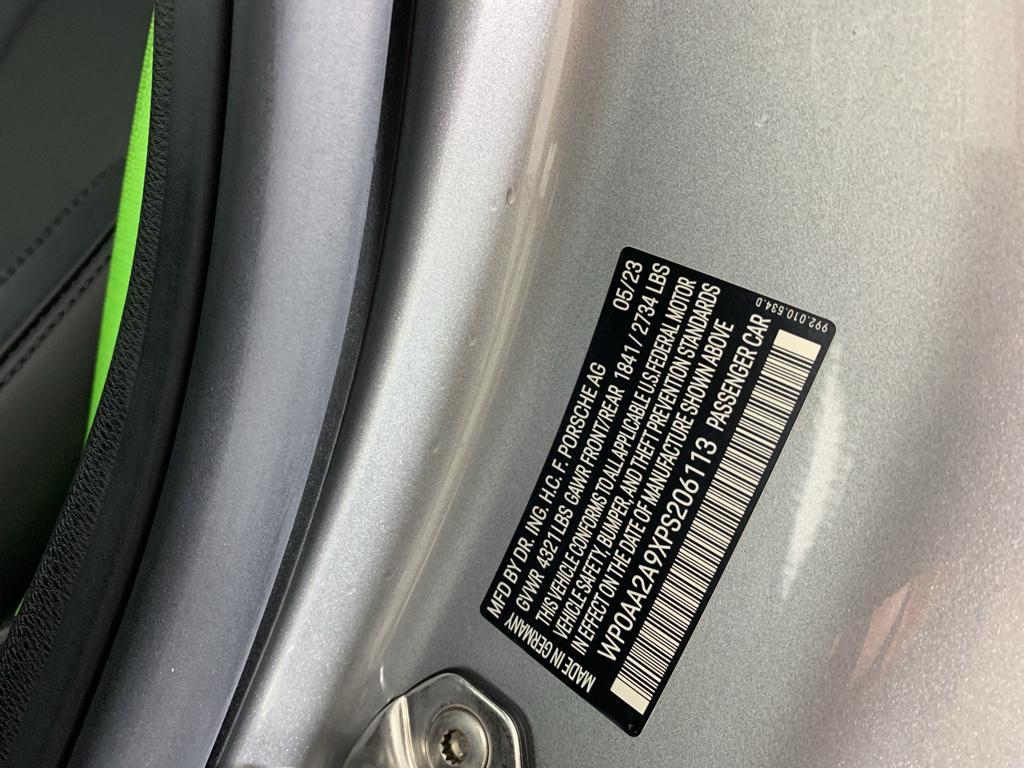 MFD BY DR. ING. H.C. F. PORSCHE AG 05/23
GVWR 4321 LBS GAWR FRONT/REAR 1841 / 2734 LBS
THIS VEHICLE CONFORMS TO ALL APPLICABLE U.S. FEDERAL MOTOR
VEHICLE SAFETY, BUMPER, AND THEFT PREVENTION STANDARDS
IN EFFECT ON THE DATE OF MANUFACTURE SHOWN ABOVE
WP0AA2A9XPS206113 PASSENGER CAR
MADE IN GERMANY
992.010.534.D